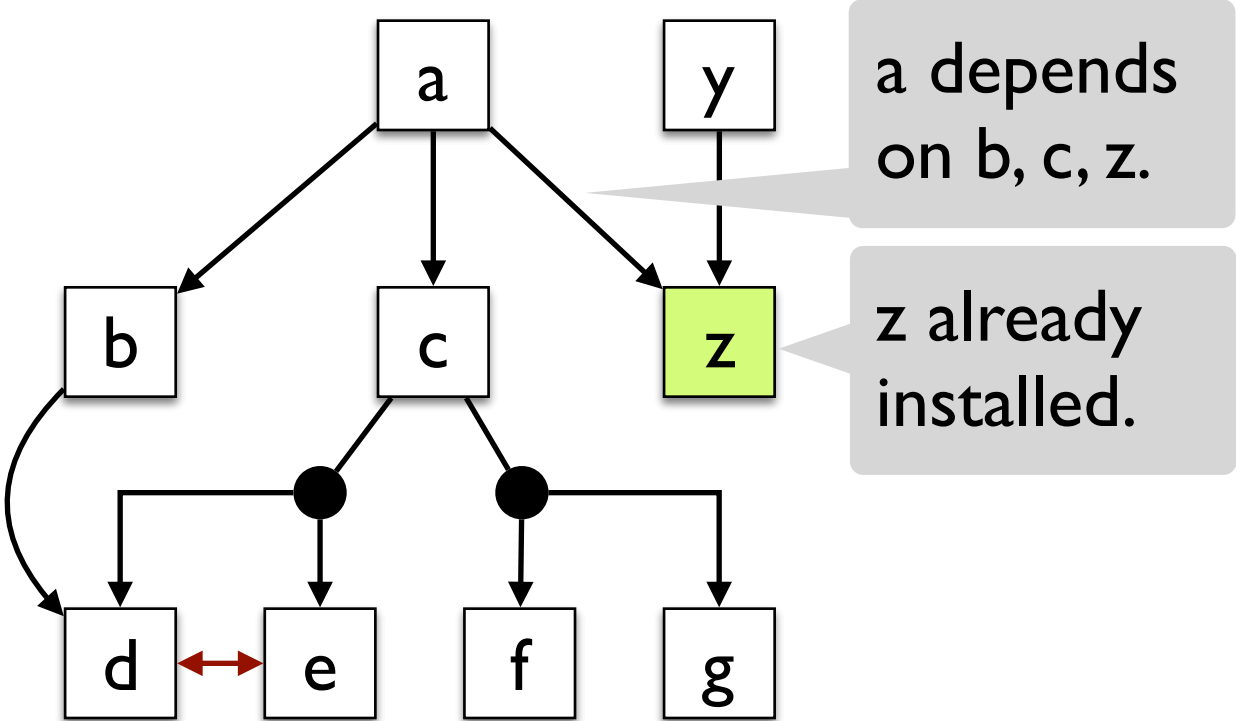 a
y
a depends
on b, c, z.
b
c
z
z already
installed.
d
e
f
g